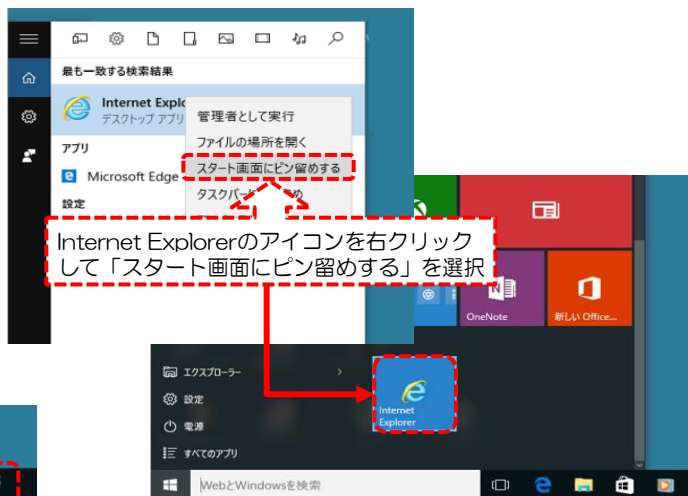 最も一致する検索結果
Internet Explo
デスクトップ アプリ
管理者として実行
ファイルの場所を開く
スタート画面にピン留めする
タスクバーに
め
アプリ
Microsoft Edge
設定
Internet Explorerのアイコンを右クリック
して「スタート画面にピン留めする」を選択
OneNote
新しい Office...
エクスプローラー
設定
電源
すべてのアプリ
Internet
Explorer
WebとWindowsを検索